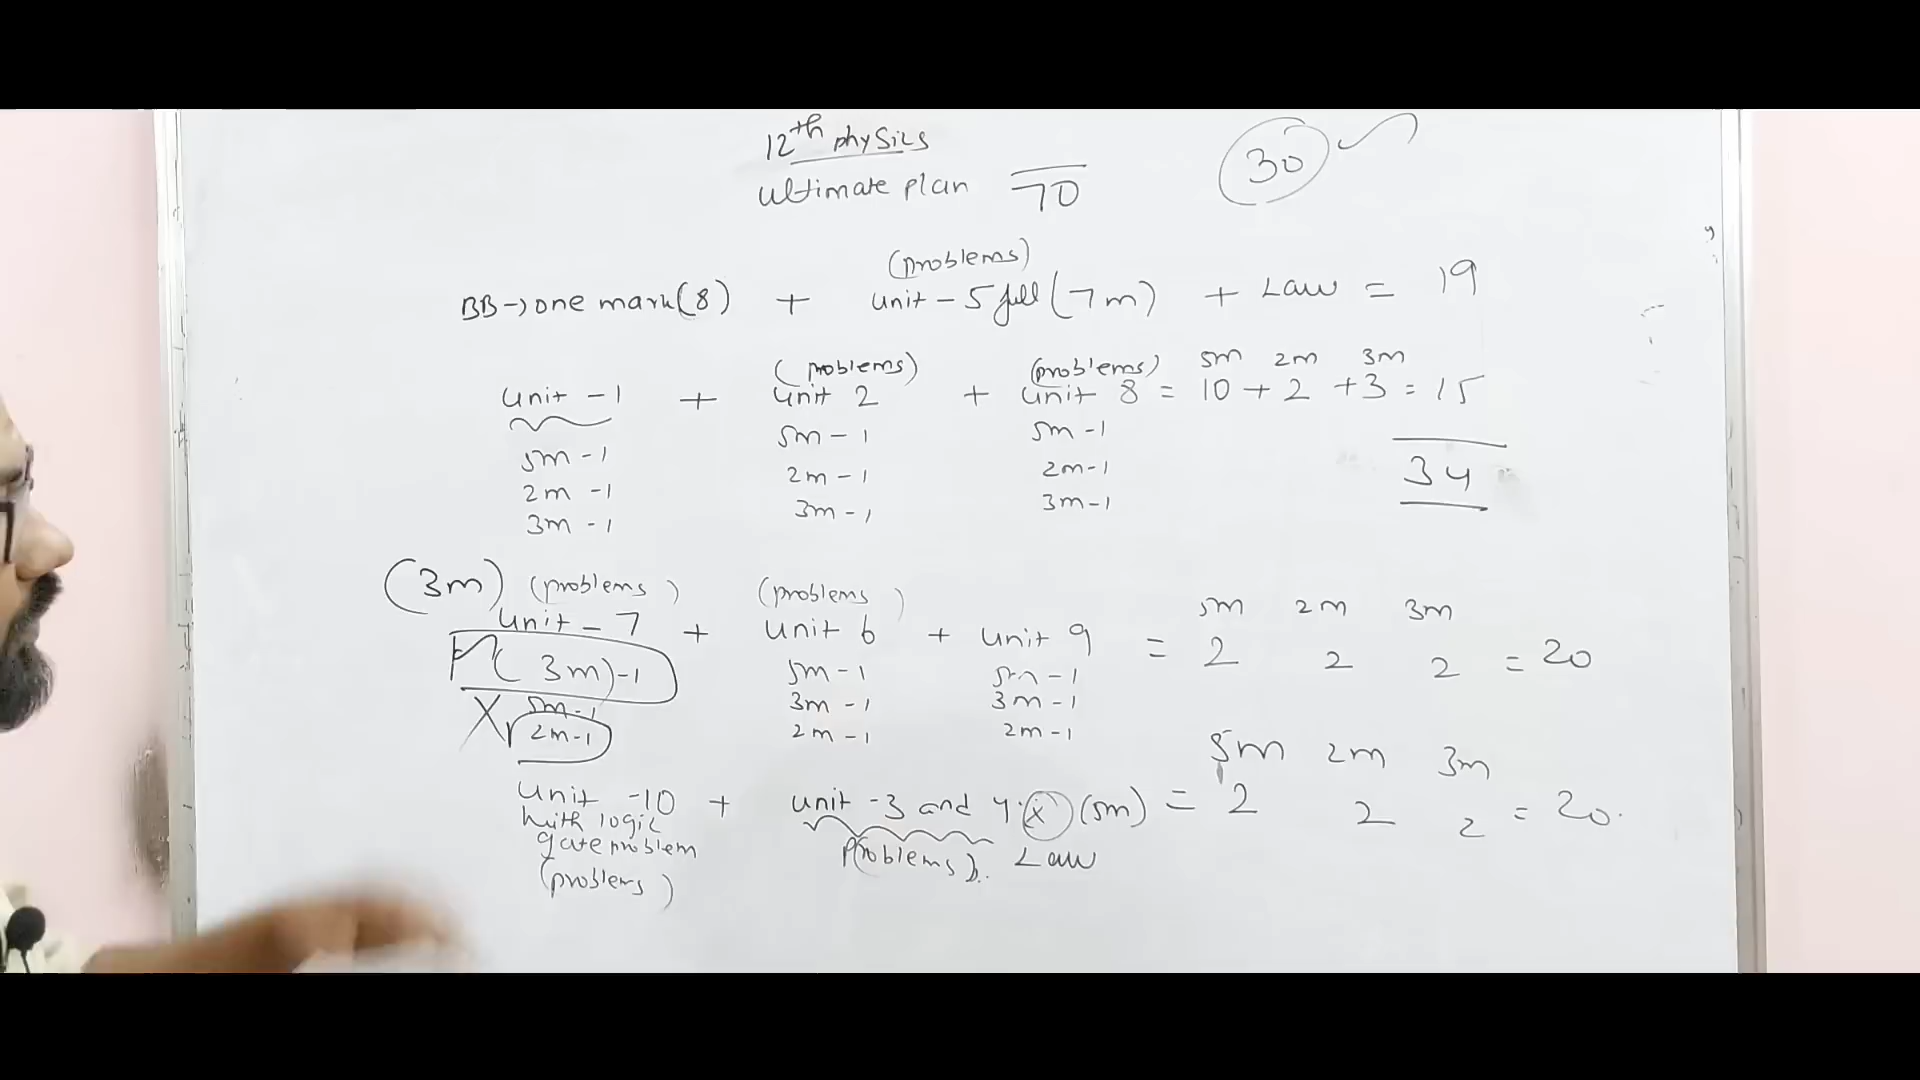 12th physics
ultimate plan 70
30
(problems)
BB→one mark(8) + unit-5 full (7m) + Law = 19
(problems) (problems) 5m 2m 3m
unit-1 + unit 2 + unit 8 = 10+2+3=15
5m-1 5m-1 5m-1
2m-1 2m-1 2m-1
3m-1 3m-1 3m-1
34
(3m) (problems) (problems) 5m 2m 3m
unit-7 + unit 6 + unit 9 = 2 2 2 = 20
(3m)-1 5m-1 5m-1
5m-1 3m-1 3m-1
2m-1 2m-1 2m-1
5m 2m 3m
unit-10 + unit-3 and 4 (x) (5m) = 2 2 2 = 20.
with logic
gate problem (problems). Law
(problems)